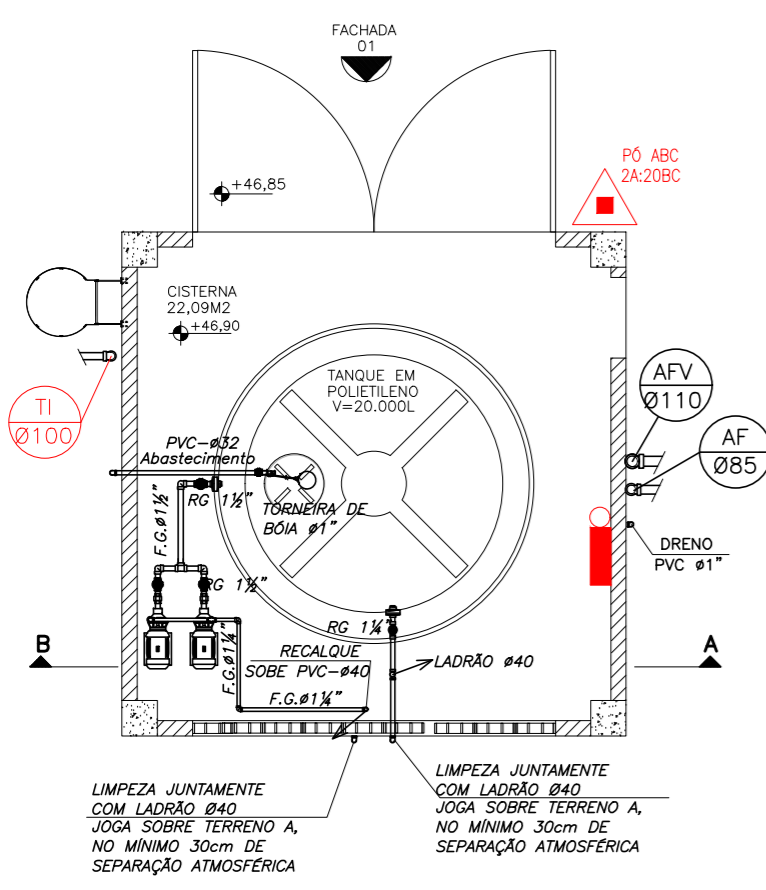 FACHADA
01
PÓ ABC
2A:20BC
+46,85
CISTERNA
22,09M2
+46,90
TANQUE EM
POLIETILENO
V=20.000L
AFV
Ø110
TI
Ø100
AF
Ø85
PVC-ø32
Abastecimento
RG 1½"
TORNEIRA DE
BÓIA ø1"
F.G.ø1½"
DRENO
PVC ø1"
RG 1½"
RG 1¼"
F.G.ø1¼"
B
A
RECALQUE
SOBE PVC-ø40
LADRÃO ø40
F.G.ø1¼"
LIMPEZA JUNTAMENTE
COM LADRÃO Ø40
JOGA SOBRE TERRENO A,
NO MÍNIMO 30cm DE
SEPARAÇÃO ATMOSFÉRICA
LIMPEZA JUNTAMENTE
COM LADRÃO Ø40
JOGA SOBRE TERRENO A,
NO MÍNIMO 30cm DE
SEPARAÇÃO ATMOSFÉRICA